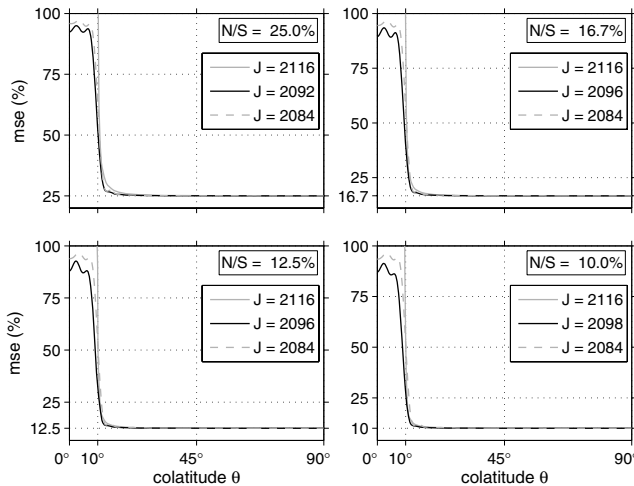 100
75
50
25
mse (%)
N/S = 25.0%
J = 2116
J = 2092
J = 2084
100
75
50
25
16.7
N/S = 16.7%
J = 2116
J = 2096
J = 2084
100
75
50
25
12.5
mse (%)
N/S = 12.5%
J = 2116
J = 2096
J = 2084
0° 10° 45° 90°
colatitude θ
100
75
50
25
10
N/S = 10.0%
J = 2116
J = 2098
J = 2084
0° 10° 45° 90°
colatitude θ